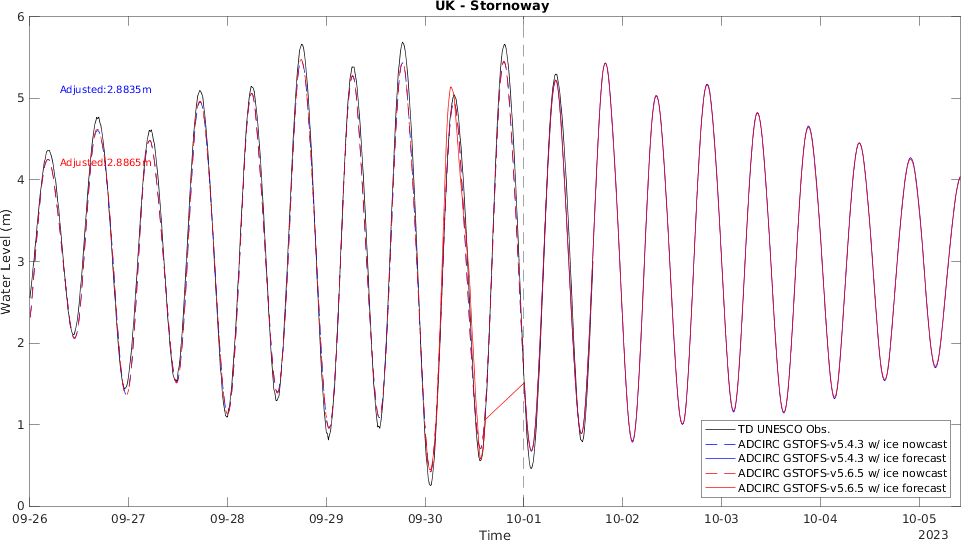 UK - Stornoway
6
5
4
3
2
1
0
Water Level (m)
Adjusted:2.8835m
Adjusted:2.8865m
TD UNESCO Obs.
ADCIRC GSTOFS-v5.4.3 w/ ice nowcast
ADCIRC GSTOFS-v5.4.3 w/ ice forecast
ADCIRC GSTOFS-v5.6.5 w/ ice nowcast
ADCIRC GSTOFS-v5.6.5 w/ ice forecast
09-26 09-27 09-28 09-29 09-30 10-01 10-02 10-03 10-04 10-05
Time
2023